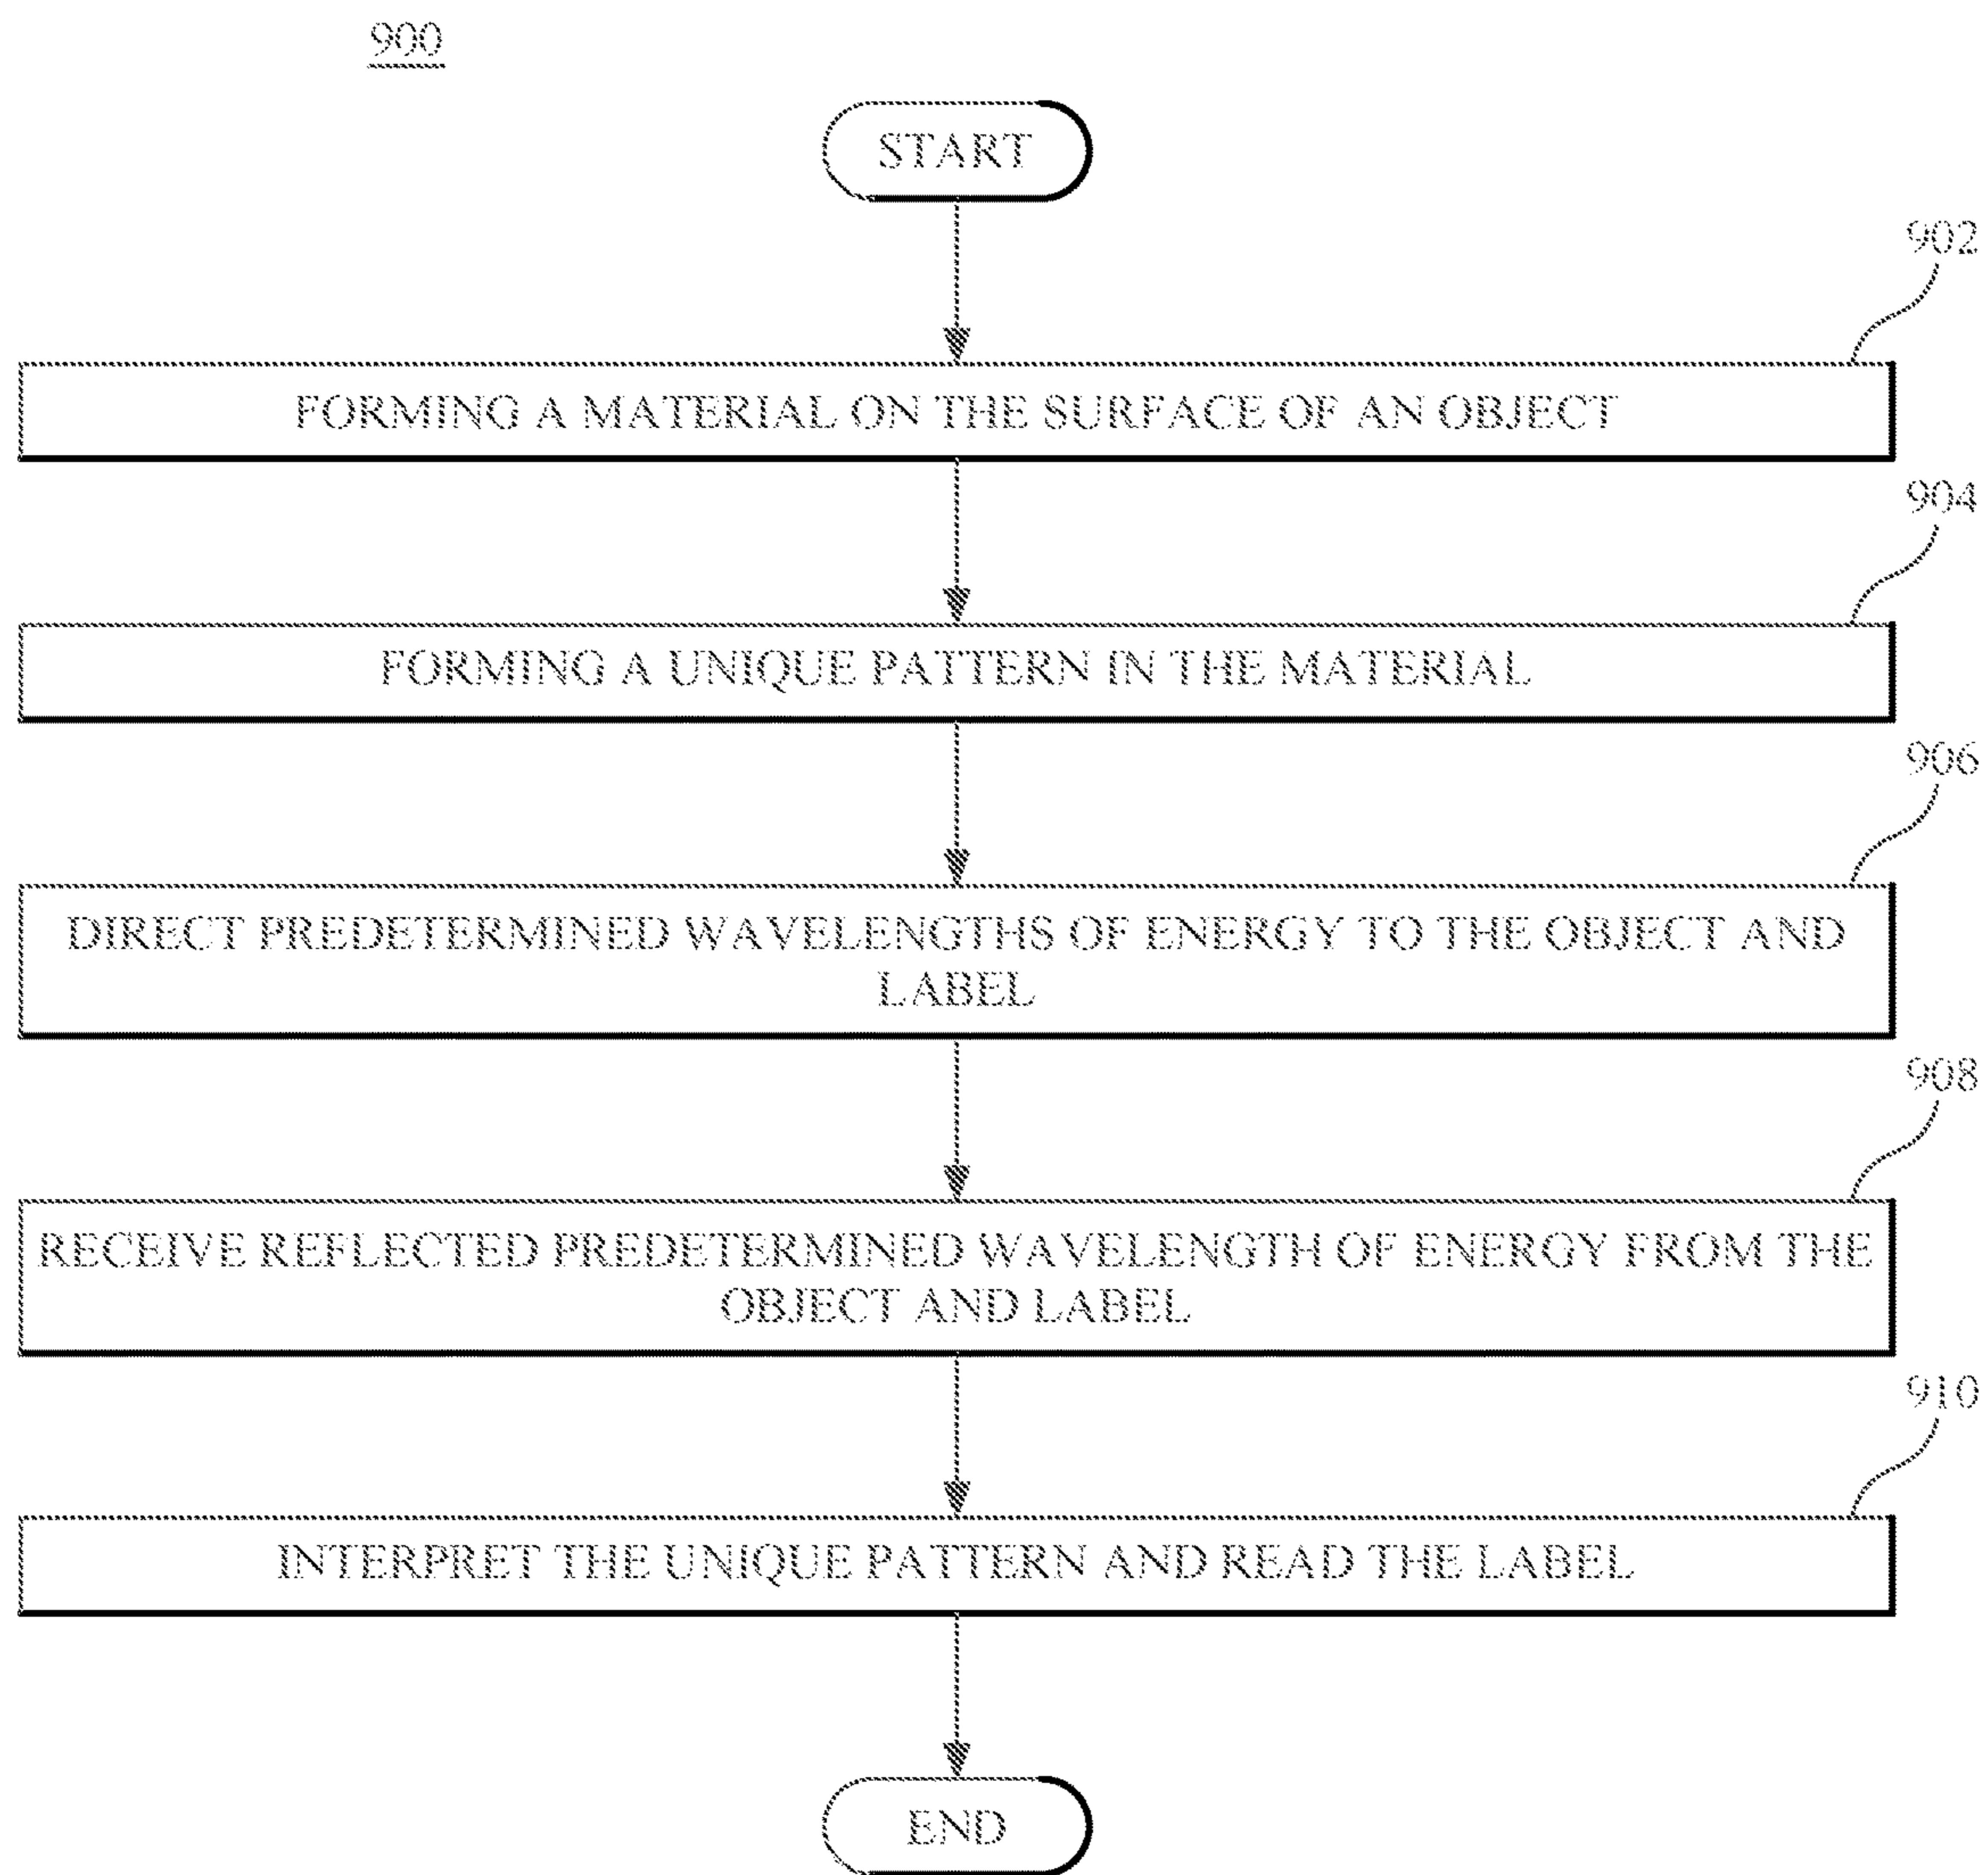 900
START
902
FORMING A MATERIAL ON THE SURFACE OF AN OBJECT
904
FORMING A UNIQUE PATTERN IN THE MATERIAL
906
DIRECT PREDETERMINED WAVELENGTHS OF ENERGY TO THE OBJECT AND
LABEL
908
RECEIVE REFLECTED PREDETERMINED WAVELENGTH OF ENERGY FROM THE
OBJECT AND LABEL
910
INTERPRET THE UNIQUE PATTERN AND READ THE LABEL
END